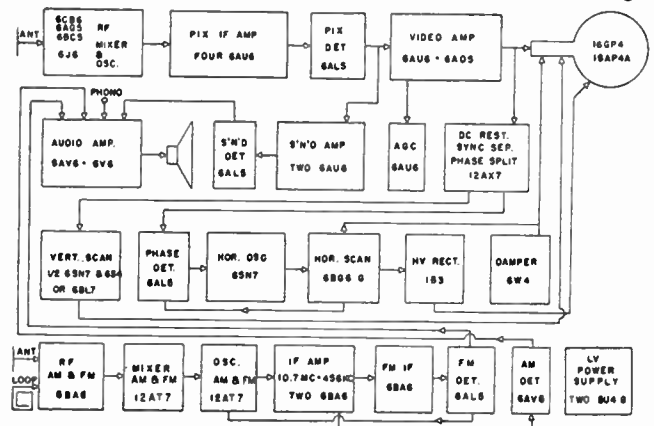 ANT
6CB6
6AG5
6BC5
6J6
RF
MIXER
&
OSC.
PIX IF AMP
FOUR 6AU6
PIX
DET
6AL5
VIDEO AMP
6AU6 - 6AQ5
16GP4
19AP4A
PHONO
AUDIO AMP.
6AV6 - 6V6
S'N'D
DET
6AL5
S'N'D AMP
TWO 6AU6
AGC
6AU6
DC REST.
SYNC SEP.
PHASE SPLIT
12AX7
VERT. SCAN
1/2 6SN7 & 6S4
OR 6BL7
PHASE
DET.
6AL5
HOR. OSG
6SN7
HOR. SCAN
6BG6 G
HV RECT.
1B3
DAMPER
6W4
ANT
LOOP
RF
AM & FM
6BA6
MIXER
AM & FM
12AT7
OSC.
AM & FM
12AT7
IF AMP
10.7MC - 456KC
TWO 6BA6
FM IF
6BA6
FM
DET.
6AL5
AM
DET
6AV6
LV
POWER
SUPPLY
TWO 5U4 G